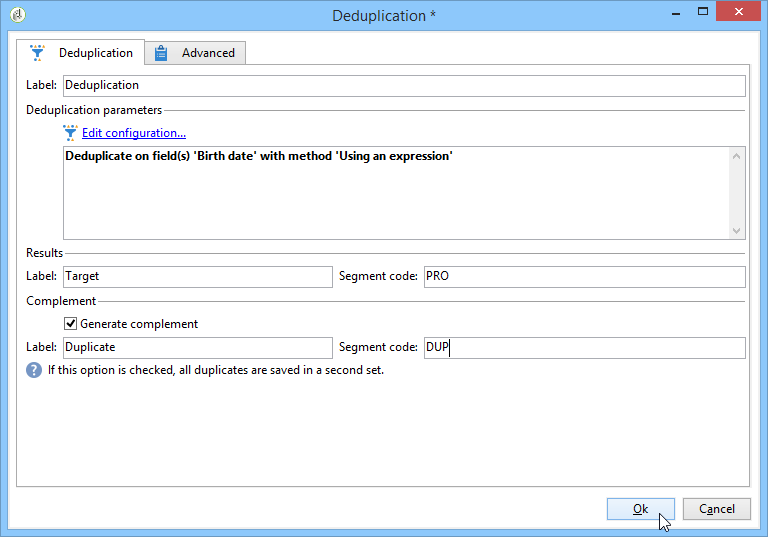 Deduplication *
Deduplication Advanced
Label: Deduplication
Deduplication parameters
Edit configuration...
Deduplicate on field(s) 'Birth date' with method 'Using an expression'
Results
Label: Target Segment code: PRO
Complement
Generate complement
Label: Duplicate Segment code: DUP
? If this option is checked, all duplicates are saved in a second set.
Ok Cancel